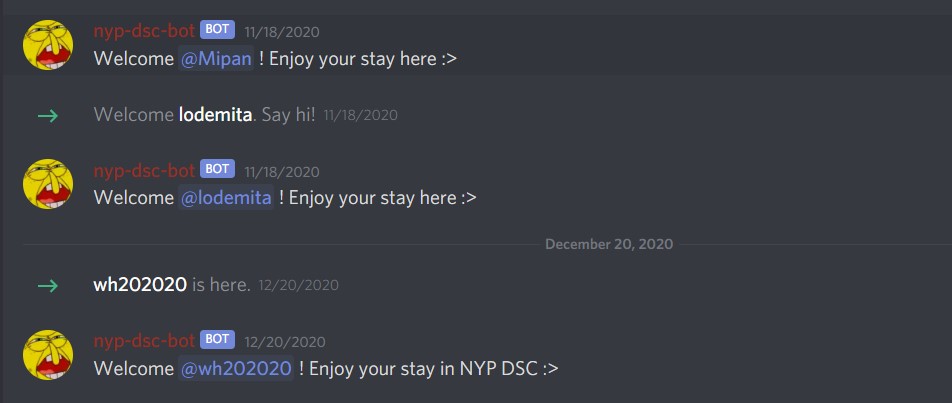 nyp-dsc-bot BOT 11/18/2020
Welcome @Mipan ! Enjoy your stay here :>
Welcome lodemita. Say hi! 11/18/2020
nyp-dsc-bot BOT 11/18/2020
Welcome @lodemita ! Enjoy your stay here :>
December 20, 2020
wh202020 is here. 12/20/2020
nyp-dsc-bot BOT 12/20/2020
Welcome @wh202020 ! Enjoy your stay in NYP DSC :>